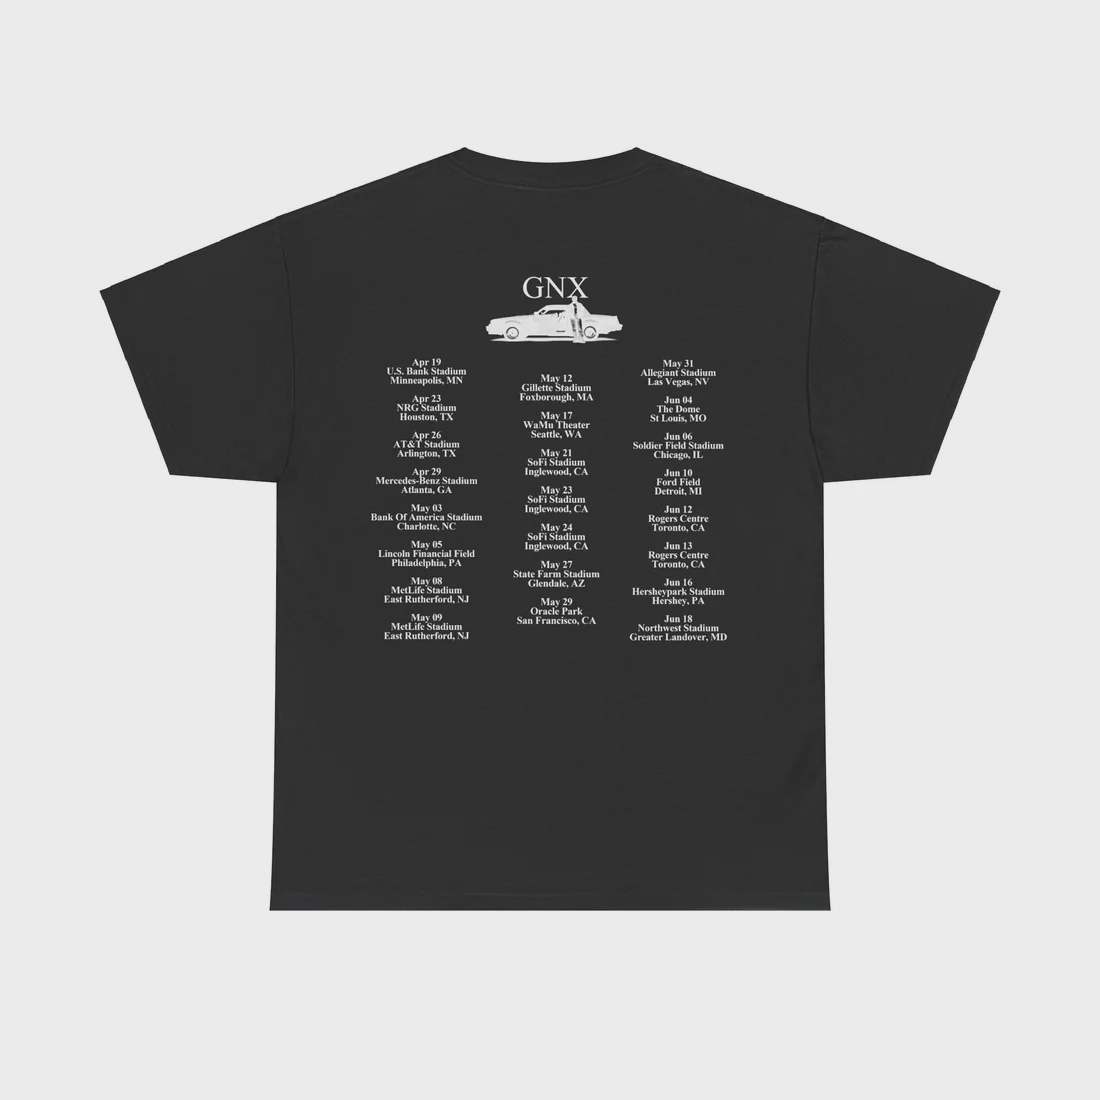 GNX
Apr 19
U.S. Bank Stadium
Minneapolis, MN
Apr 23
NRG Stadium
Houston, TX
Apr 26
AT&T Stadium
Arlington, TX
Apr 29
Mercedes-Benz Stadium
Atlanta, GA
May 03
Bank Of America Stadium
Charlotte, NC
May 05
Lincoln Financial Field
Philadelphia, PA
May 08
MetLife Stadium
East Rutherford, NJ
May 09
MetLife Stadium
East Rutherford, NJ
May 12
Gillette Stadium
Foxborough, MA
May 17
WaMu Theater
Seattle, WA
May 21
SoFi Stadium
Inglewood, CA
May 23
SoFi Stadium
Inglewood, CA
May 24
SoFi Stadium
Inglewood, CA
May 27
State Farm Stadium
Glendale, AZ
May 29
Oracle Park
San Francisco, CA
May 31
Allegiant Stadium
Las Vegas, NV
Jun 04
The Dome
St Louis, MO
Jun 06
Soldier Field Stadium
Chicago, IL
Jun 10
Ford Field
Detroit, MI
Jun 12
Rogers Centre
Toronto, CA
Jun 13
Rogers Centre
Toronto, CA
Jun 16
Hersheypark Stadium
Hershey, PA
Jun 18
Northwest Stadium
Greater Landover, MD